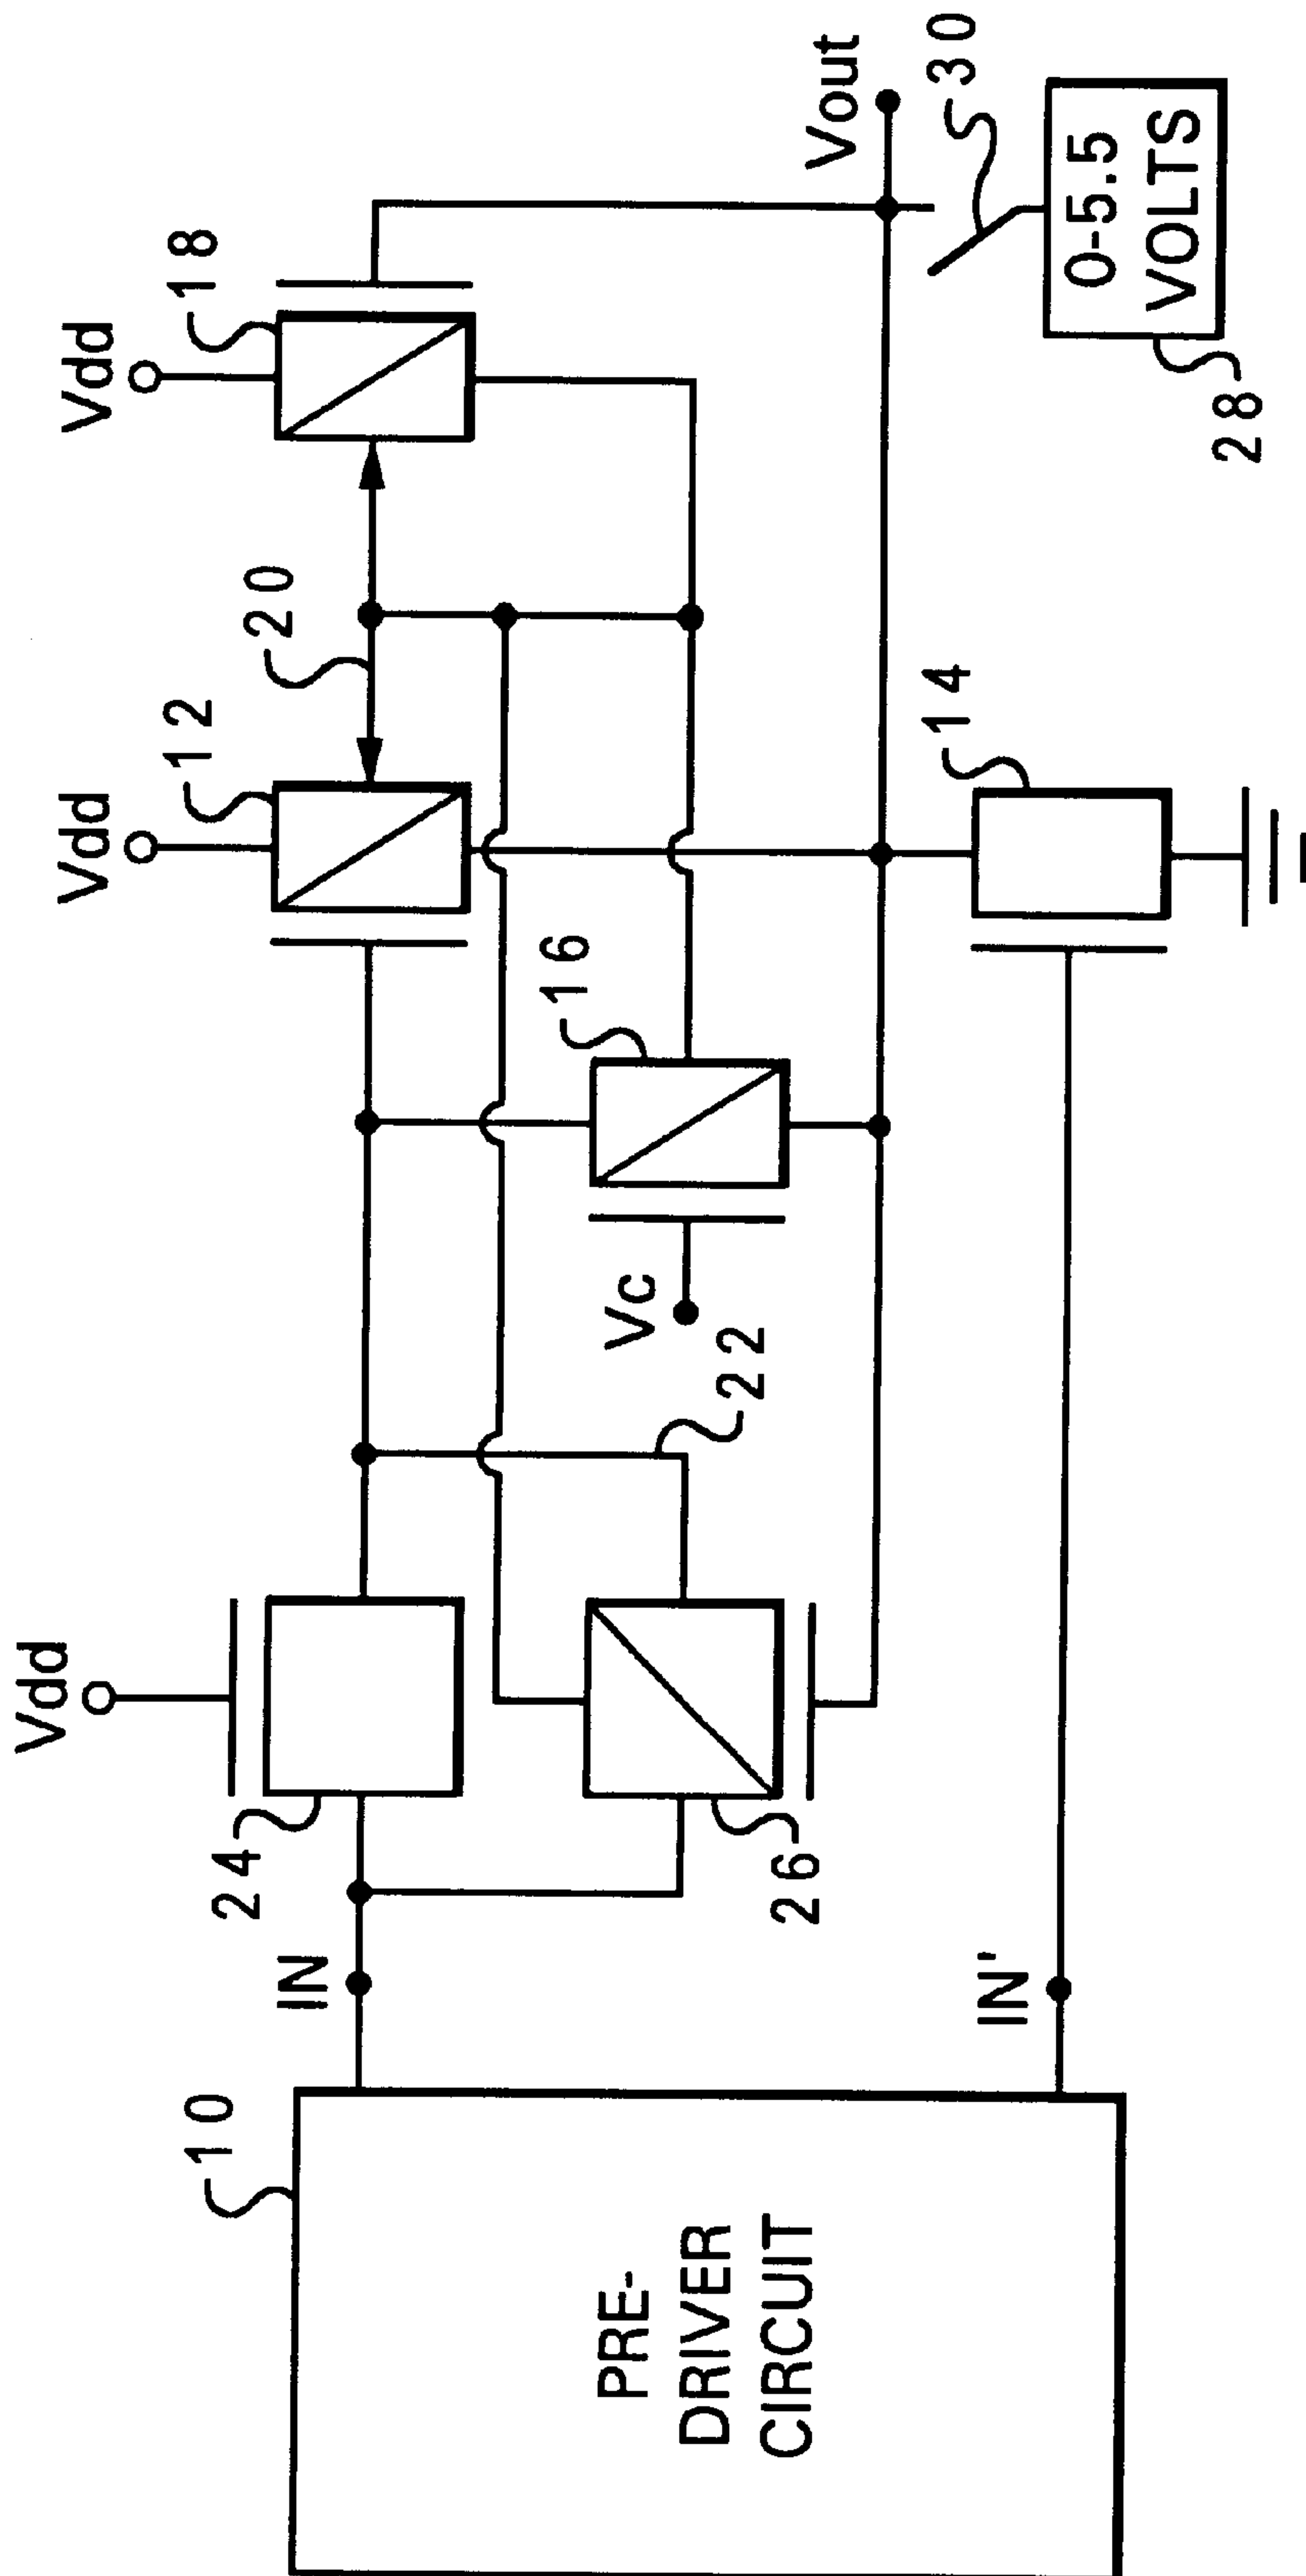 Vdd
Vdd
Vdd
12
18
20
24
IN
10
22
Vc
16
26
Vout
30
14
IN'
PRE-
DRIVER
CIRCUIT
0-5.5
VOLTS
28